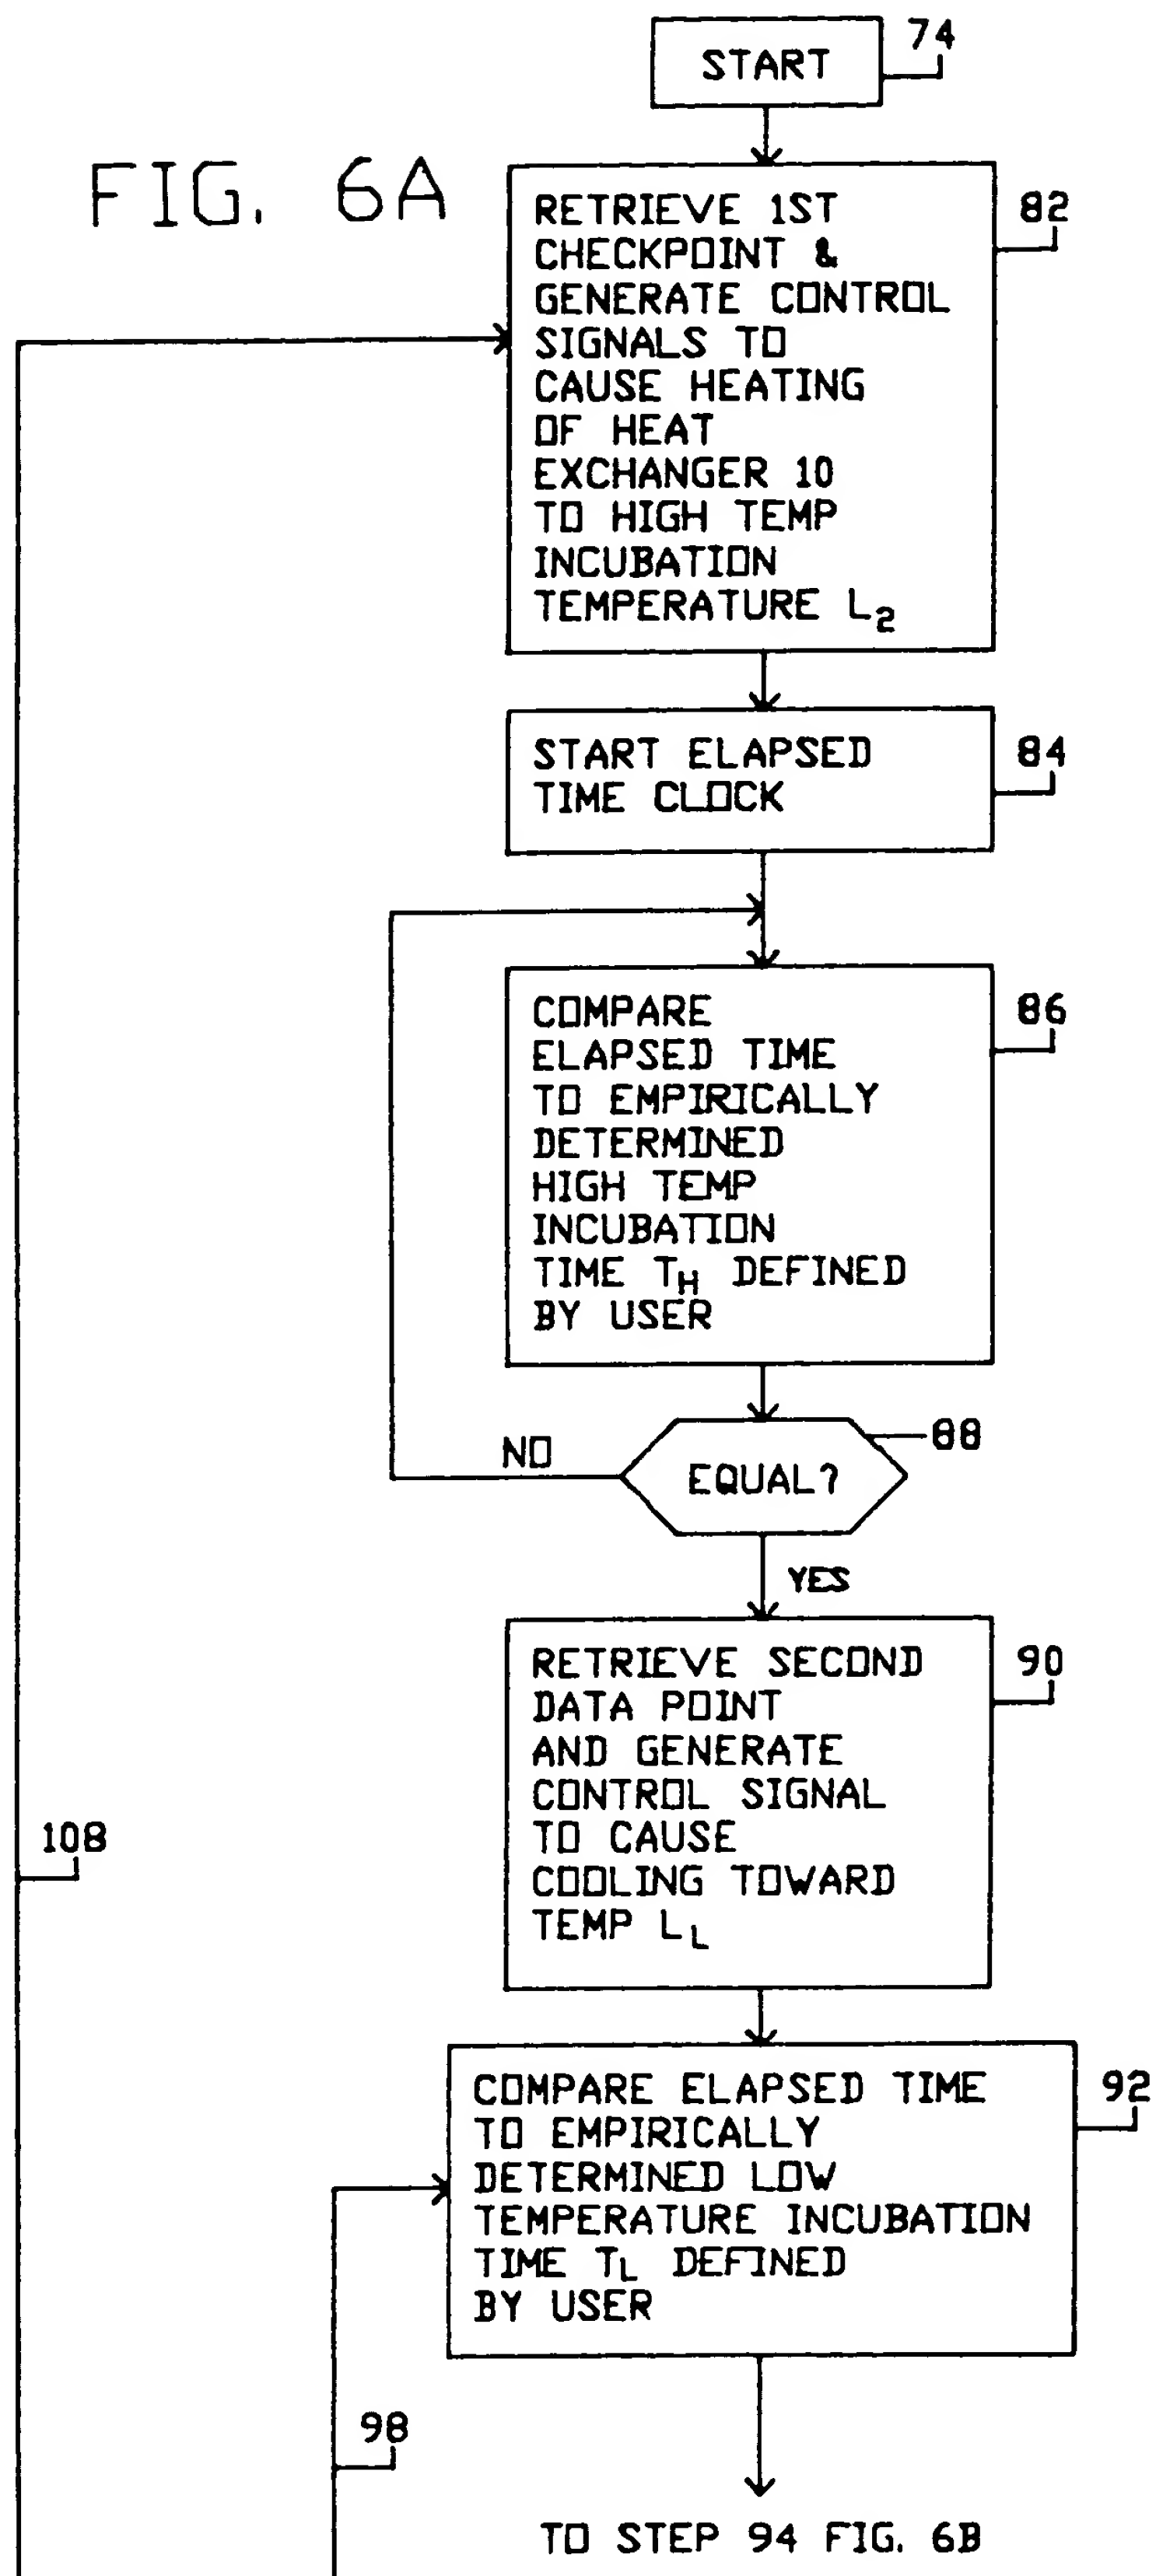 74
START
FIG. 6A
82
RETRIEVE 1ST
CHECKPOINT &
GENERATE CONTROL
SIGNALS TO
CAUSE HEATING
OF HEAT
EXCHANGER 10
TO HIGH TEMP
INCUBATION
TEMPERATURE L₂
84
START ELAPSED
TIME CLOCK
86
COMPARE
ELAPSED TIME
TO EMPIRICALLY
DETERMINED
HIGH TEMP
INCUBATION
TIME T_H DEFINED
BY USER
88
EQUAL?
NO
YES
90
RETRIEVE SECOND
DATA POINT
AND GENERATE
CONTROL SIGNAL
TO CAUSE
COOLING TOWARD
TEMP L_L
108
92
COMPARE ELAPSED TIME
TO EMPIRICALLY
DETERMINED LOW
TEMPERATURE INCUBATION
TIME T_L DEFINED
BY USER
98
TO STEP 94 FIG. 6B